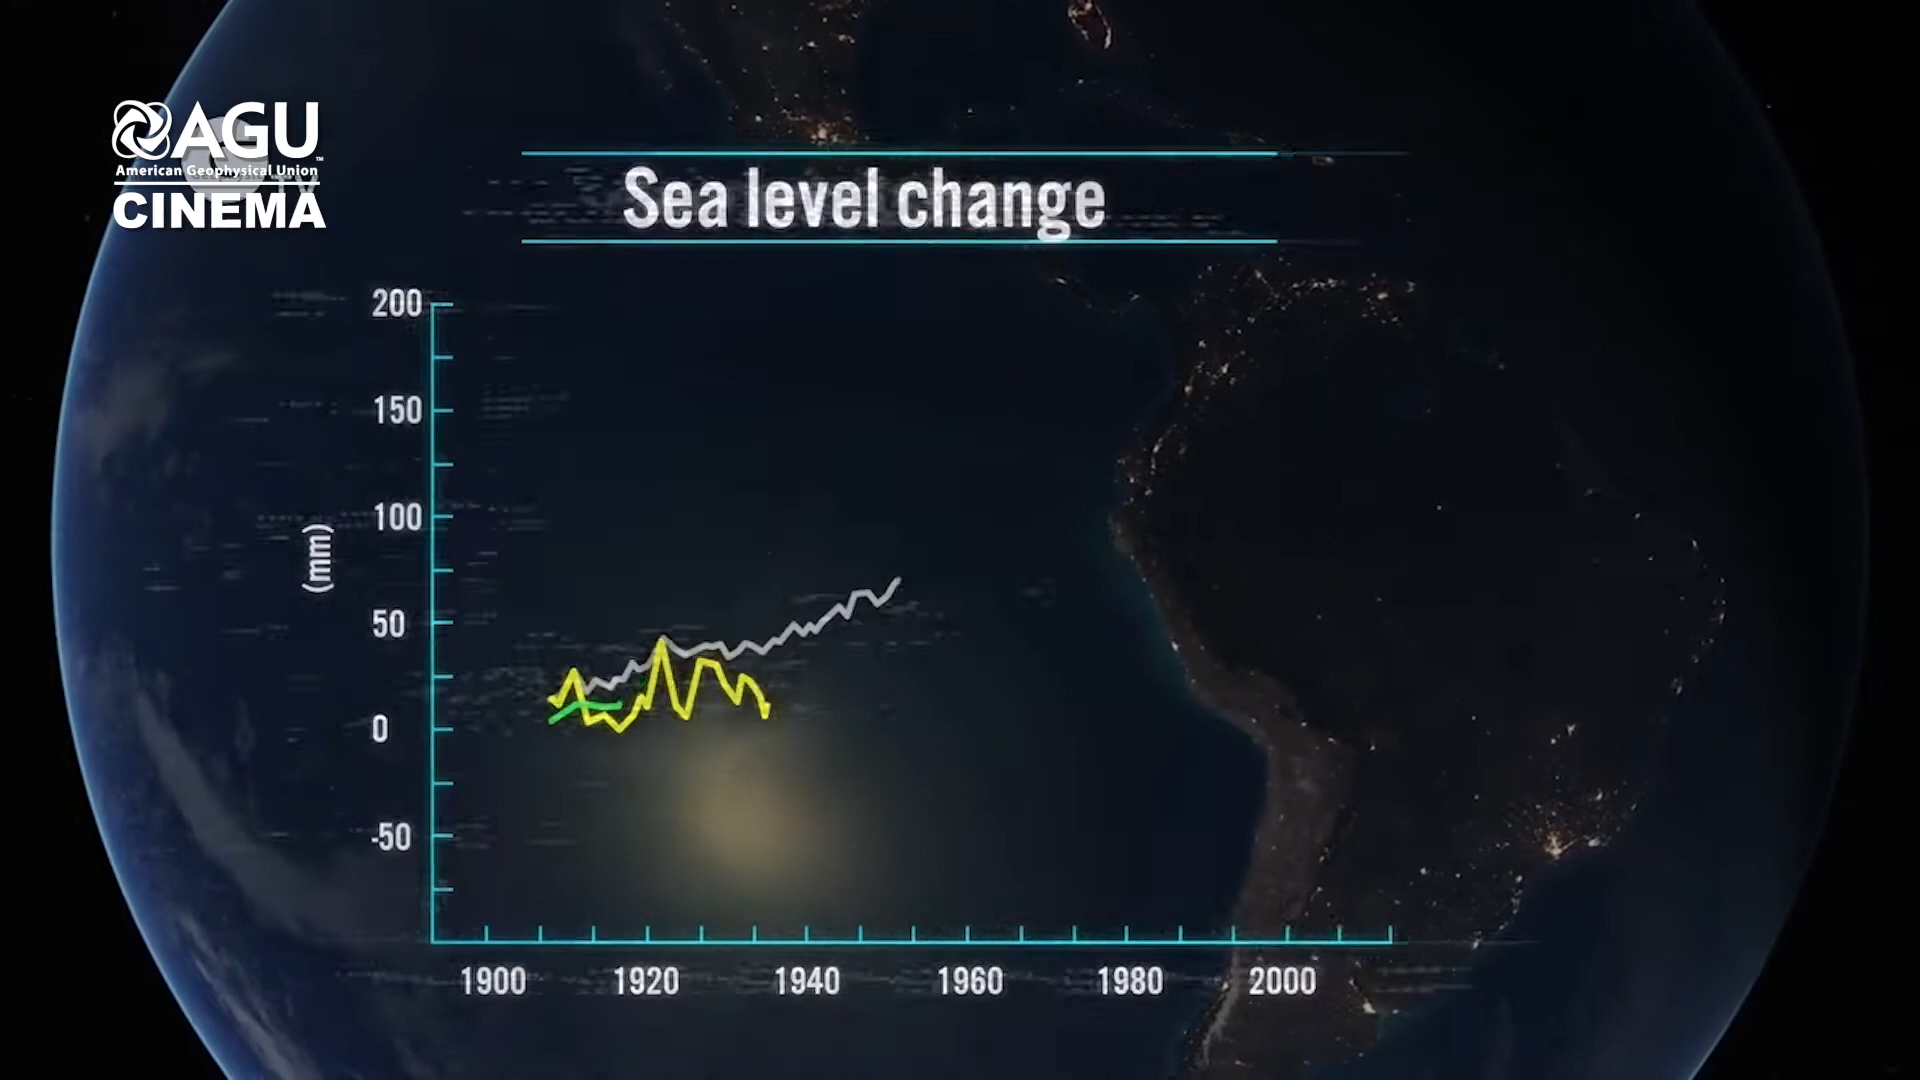 AGU
American Geophysical Union
CINEMA
Sea level change
200
150
100
50
0
-50
(mm)
1900 1920 1940 1960 1980 2000